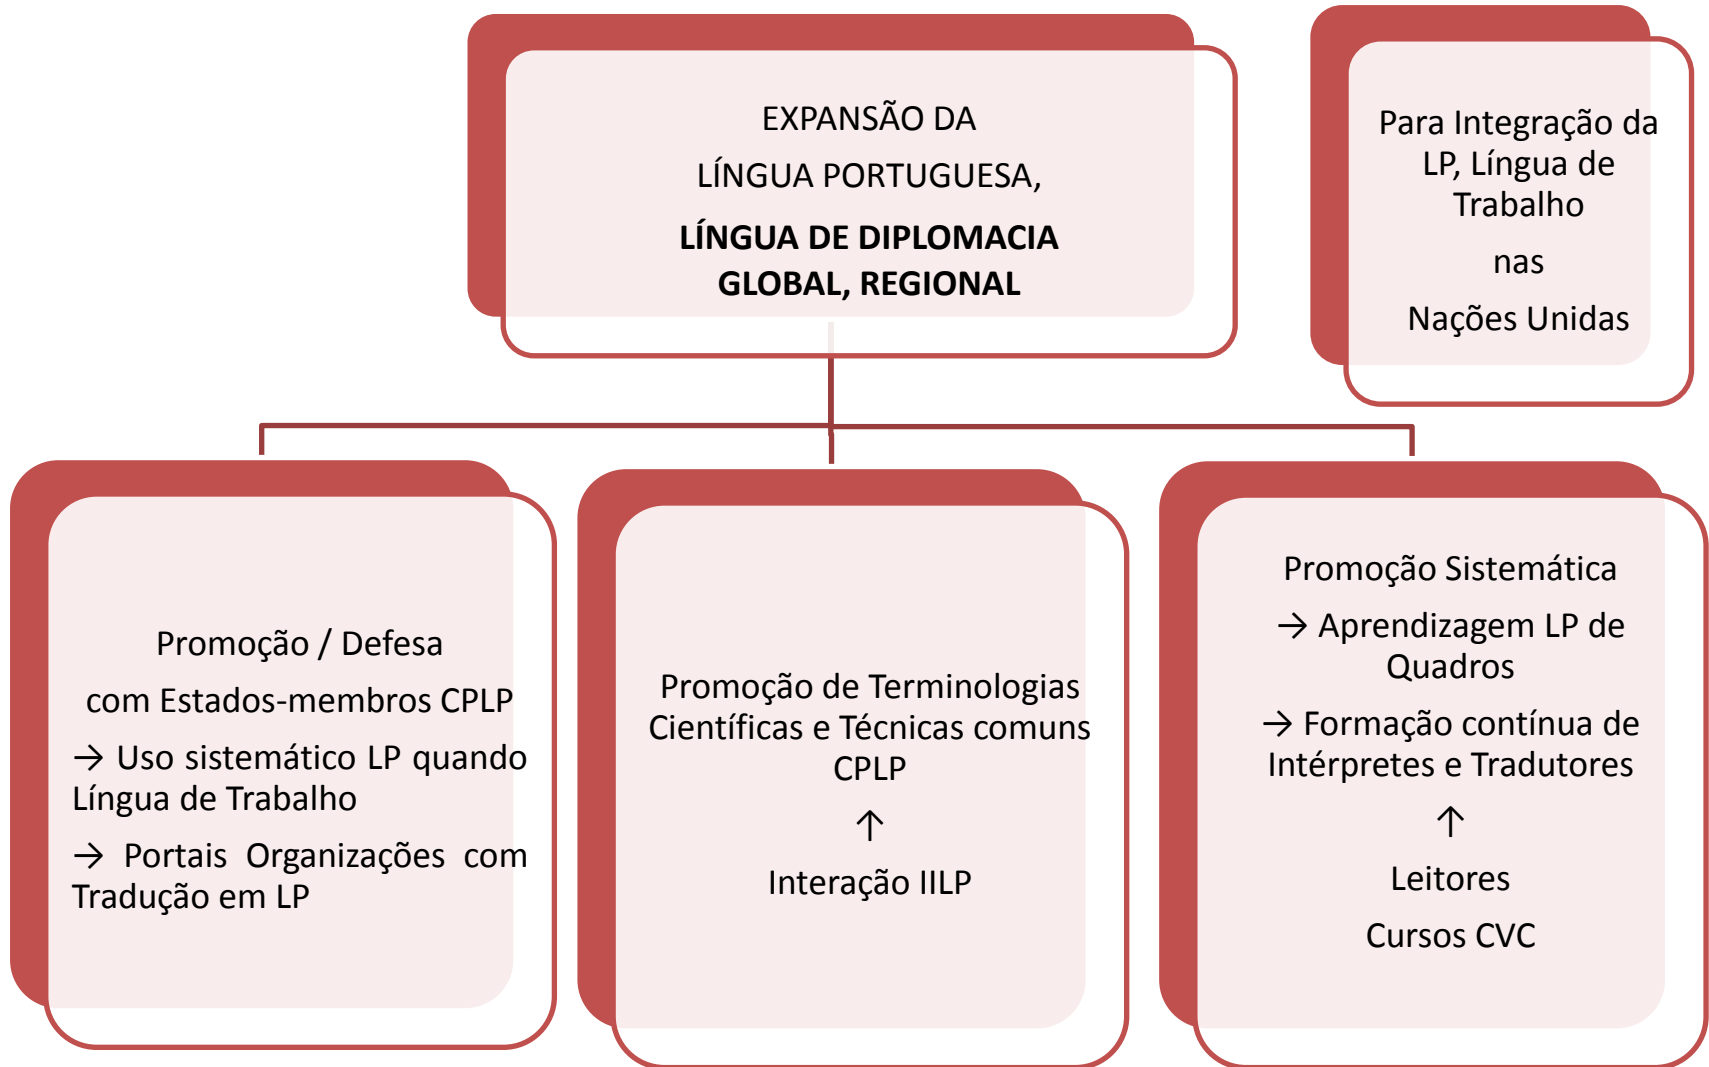 EXPANSÃO DA
LÍNGUA PORTUGUESA,
LÍNGUA DE DIPLOMACIA
GLOBAL, REGIONAL
Para Integração da
LP, Língua de
Trabalho
nas
Nações Unidas
Promoção / Defesa
com Estados-membros CPLP
→ Uso sistemático LP quando
Língua de Trabalho
→ Portais Organizações com
Tradução em LP
Promoção de Terminologias
Científicas e Técnicas comuns
CPLP
↑
Interação IILP
Promoção Sistemática
→ Aprendizagem LP de
Quadros
→ Formação contínua de
Intérpretes e Tradutores
↑
Leitores
Cursos CVC